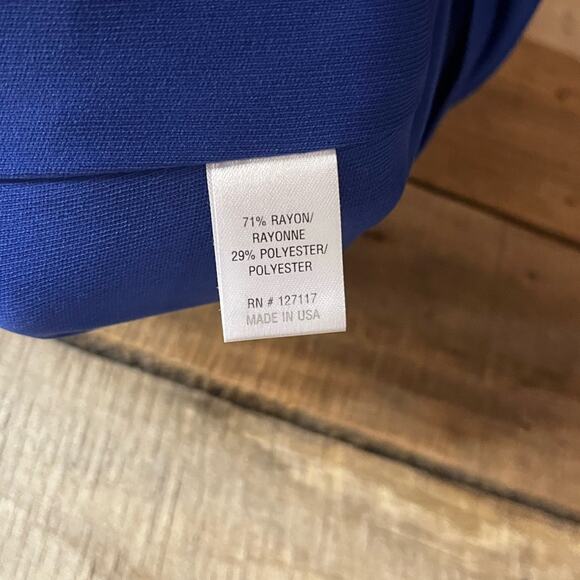 71% RAYON/
RAYONNE
29% POLYESTER/
POLYESTER
RN # 127117
MADE IN USA